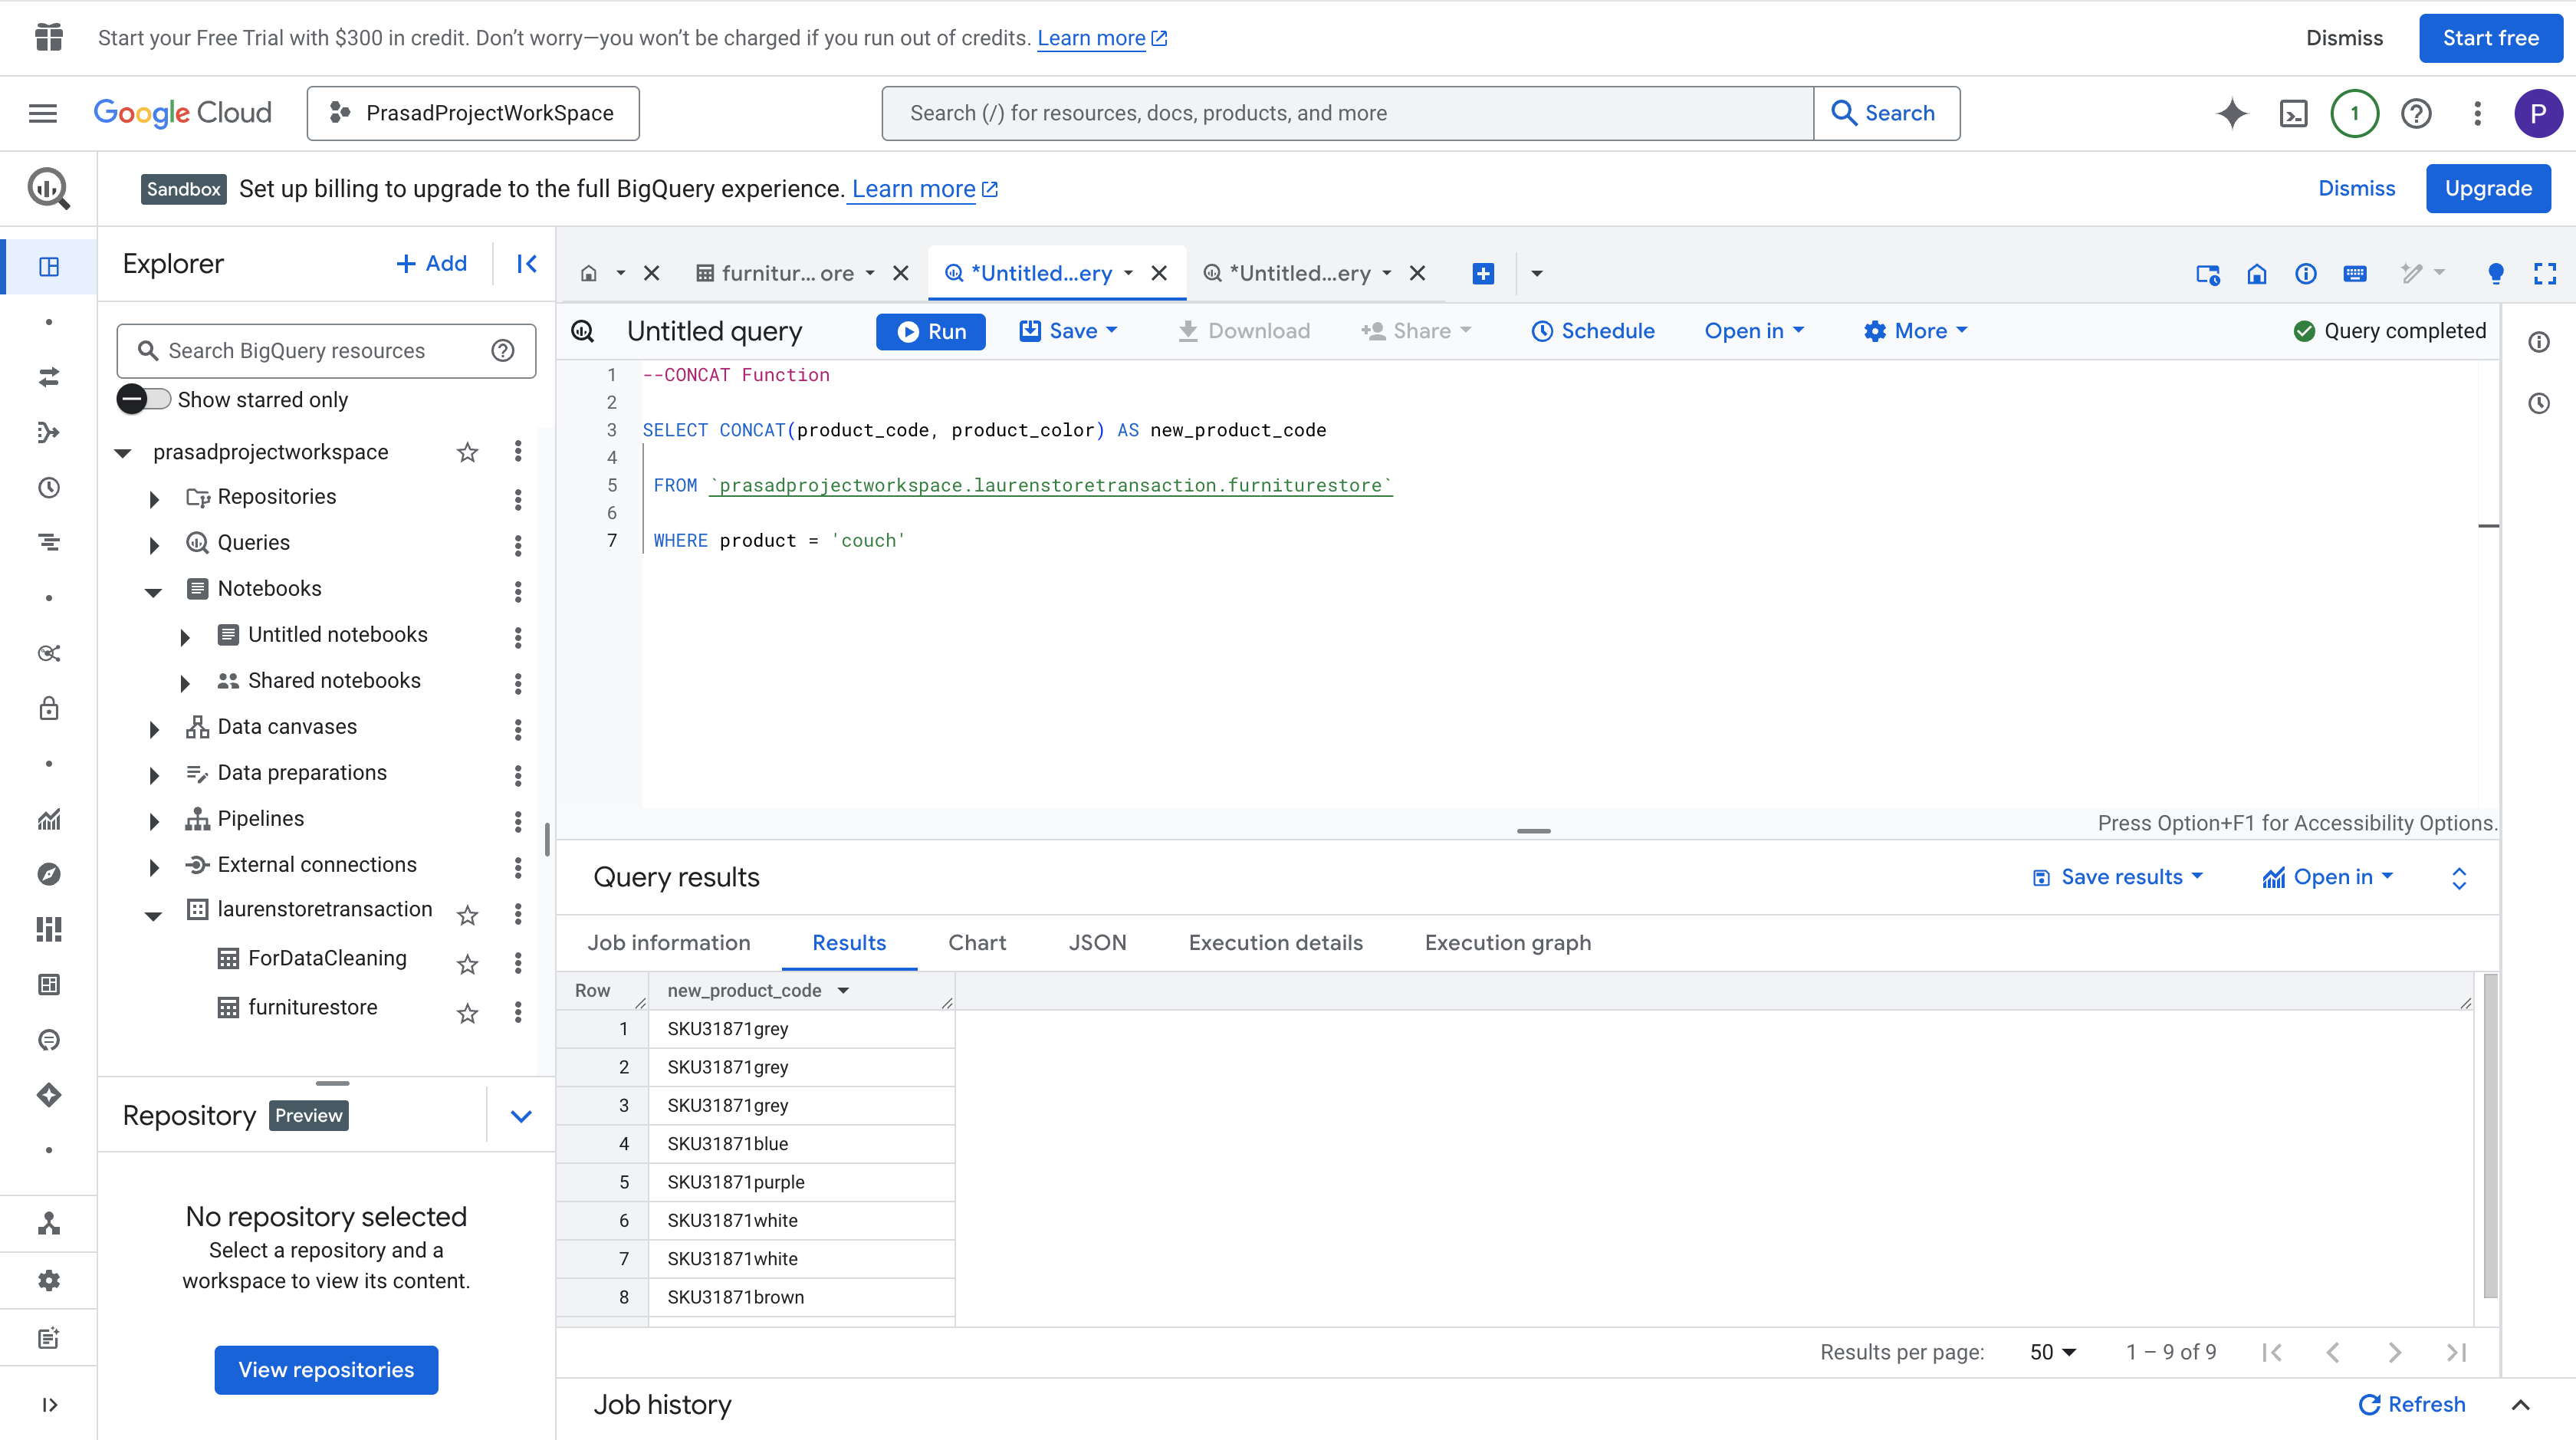 Start your Free Trial with $300 in credit. Don't worry—you won't be charged if you run out of credits. Learn more
Dismiss
Start free
Google Cloud
PrasadProjectWorkSpace
Search (/) for resources, docs, products, and more
Search
1
P
Sandbox
Set up billing to upgrade to the full BigQuery experience. Learn more
Dismiss
Upgrade
Explorer
Add
Search BigQuery resources
Show starred only
prasadprojectworkspace
Repositories
Queries
Notebooks
Untitled notebooks
Shared notebooks
Data canvases
Data preparations
Pipelines
External connections
laurenstoretransaction
ForDataCleaning
furniturestore
Repository
Preview
No repository selected
Select a repository and a
workspace to view its content.
View repositories
furnitur... ore
*Untitled...ery
*Untitled...ery
Untitled query
Run
Save
Download
Share
Schedule
Open in
More
Query completed
1 --CONCAT Function
2
3 SELECT CONCAT(product_code, product_color) AS new_product_code
4
5 FROM `prasadprojectworkspace.laurenstoretransaction.furniturestore`
6
7 WHERE product = 'couch'
Press Option+F1 for Accessibility Options.
Query results
Save results
Open in
Job information
Results
Chart
JSON
Execution details
Execution graph
Row new_product_code
1 SKU31871grey
2 SKU31871grey
3 SKU31871grey
4 SKU31871blue
5 SKU31871purple
6 SKU31871white
7 SKU31871white
8 SKU31871brown
Results per page: 50 1 – 9 of 9
Job history
Refresh